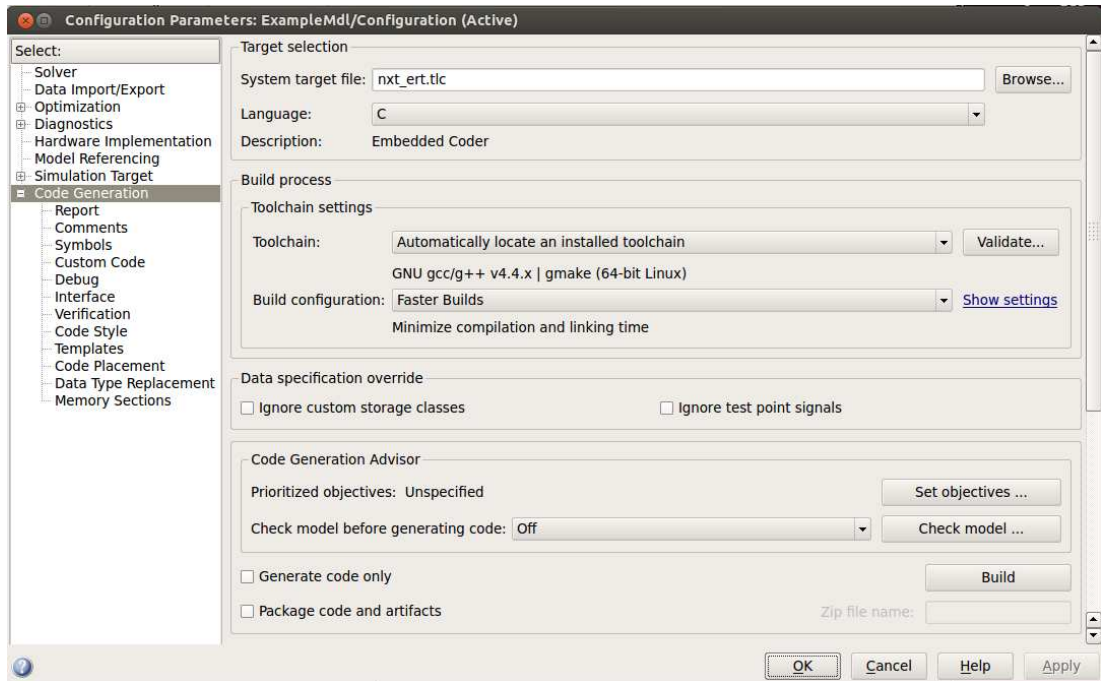 Configuration Parameters: ExampleMdl/Configuration (Active)
Select:
Solver
Data Import/Export
Optimization
Diagnostics
Hardware Implementation
Model Referencing
Simulation Target
Code Generation
Report
Comments
Symbols
Custom Code
Debug
Interface
Verification
Code Style
Templates
Code Placement
Data Type Replacement
Memory Sections
Target selection
System target file: nxt_ert.tlc Browse...
Language: C
Description: Embedded Coder
Build process
Toolchain settings
Toolchain: Automatically locate an installed toolchain Validate...
GNU gcc/g++ v4.4.x | gmake (64-bit Linux)
Build configuration: Faster Builds Show settings
Minimize compilation and linking time
Data specification override
Ignore custom storage classes Ignore test point signals
Code Generation Advisor
Prioritized objectives: Unspecified Set objectives ...
Check model before generating code: Off Check model ...
Generate code only Build
Package code and artifacts Zip file name:
OK Cancel Help Apply